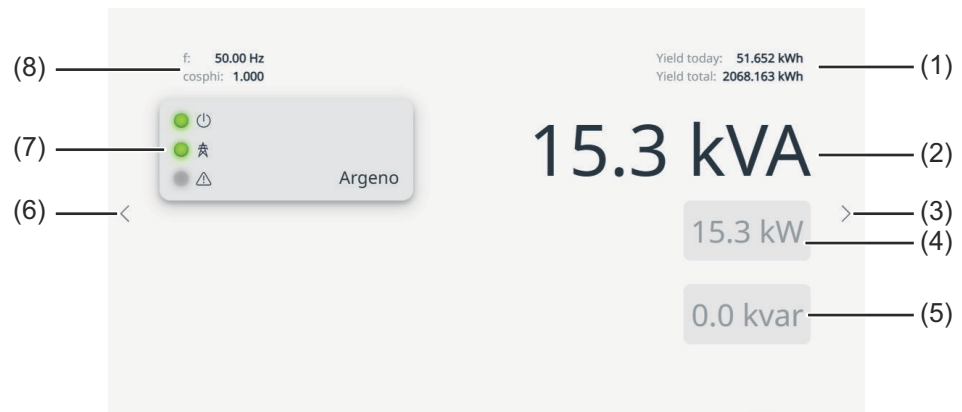 (8)
f: 50.00 Hz
cosphi: 1.000
Yield today: 51.652 kWh
Yield total: 2068.163 kWh
(1)
(7)
Argeno
15.3 kVA
(2)
(6)
<
>
(3)
15.3 kW
(4)
0.0 kvar
(5)